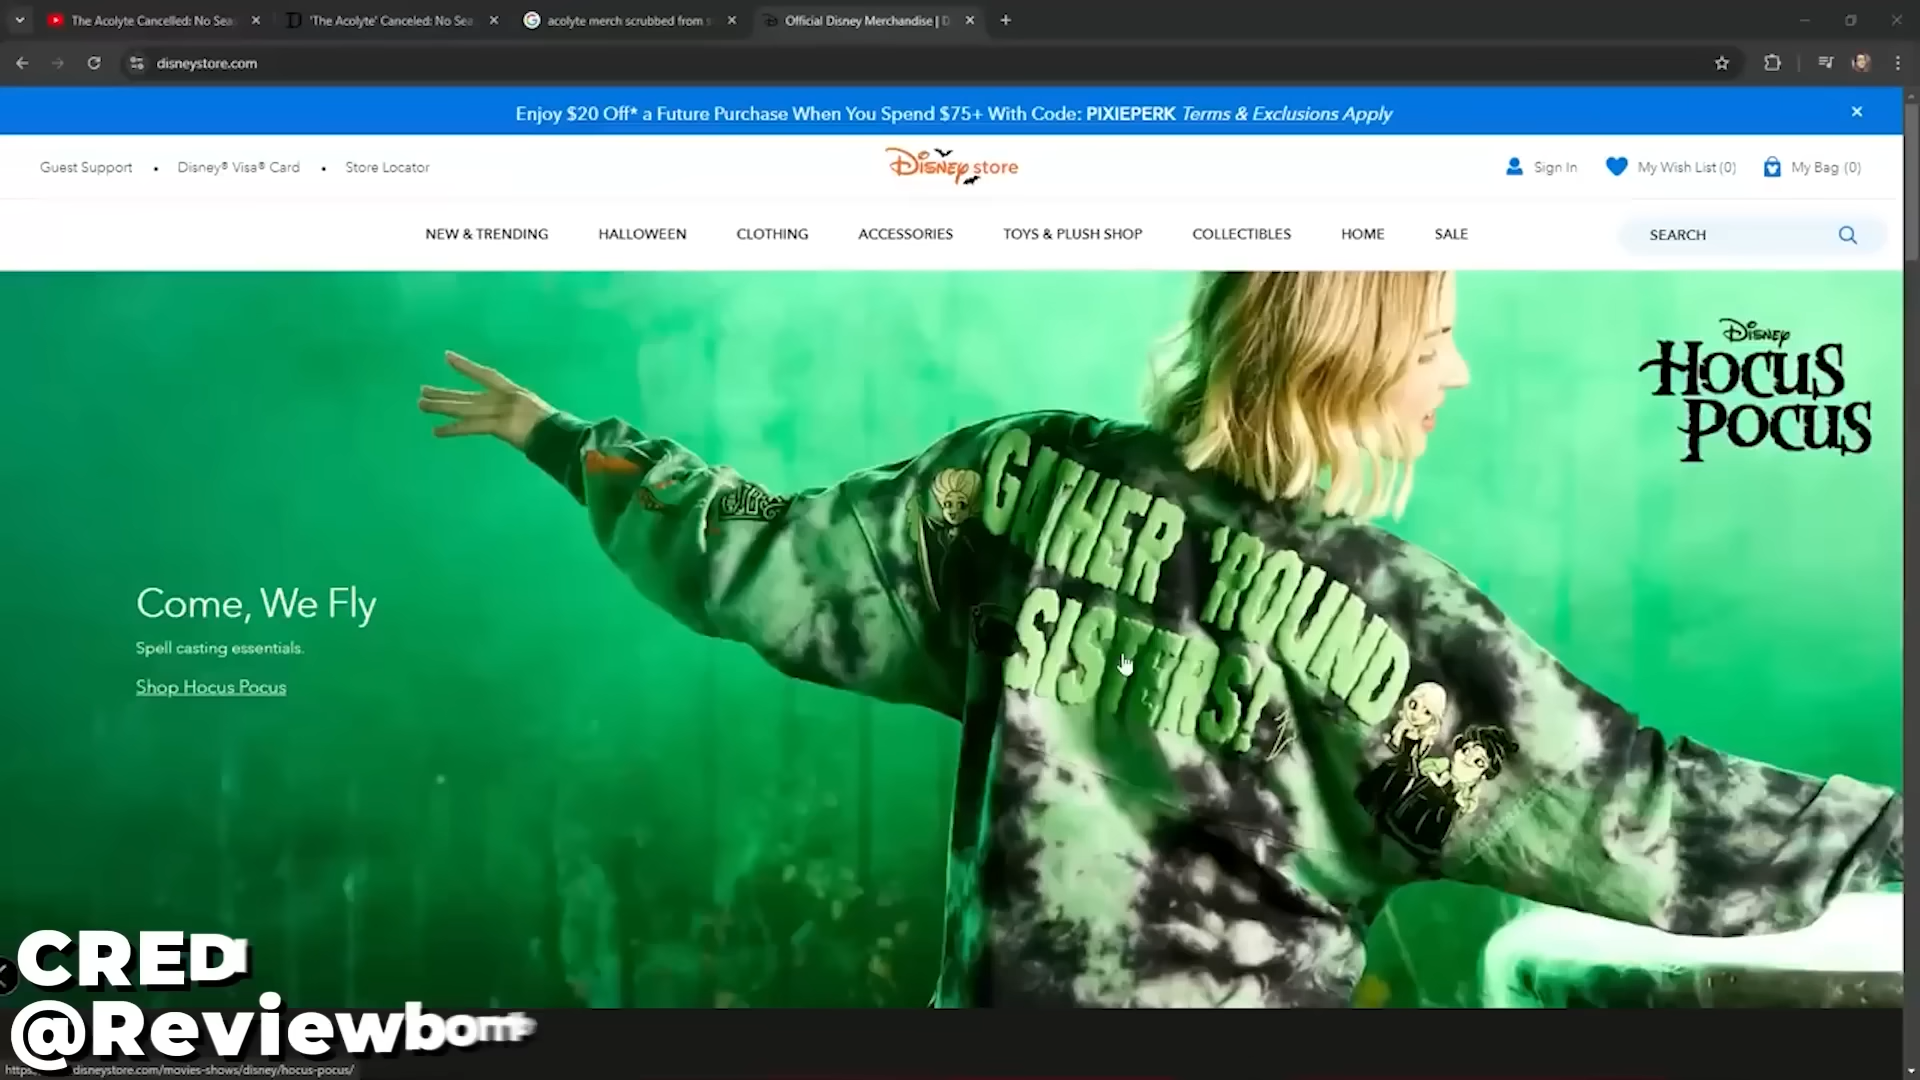 The Acolyte Cancelled: No Sea
'The Acolyte' Canceled: No Sea
acolyte merch scrubbed from
Official Disney Merchandise | D
disneystore.com
Enjoy $20 Off* a Future Purchase When You Spend $75+ With Code: PIXIEPERK Terms & Exclusions Apply
Guest Support • Disney® Visa® Card • Store Locator
Disney store
Sign In
My Wish List (0)
My Bag (0)
NEW & TRENDING
HALLOWEEN
CLOTHING
ACCESSORIES
TOYS & PLUSH SHOP
COLLECTIBLES
HOME
SALE
SEARCH
Disney
HOCUS
POCUS
GATHER 'ROUND
SISTERS!
Come, We Fly
Spell casting essentials.
Shop Hocus Pocus
CRED
@Reviewbom
disneystore.com/movies-shows/disney/hocus-pocus/